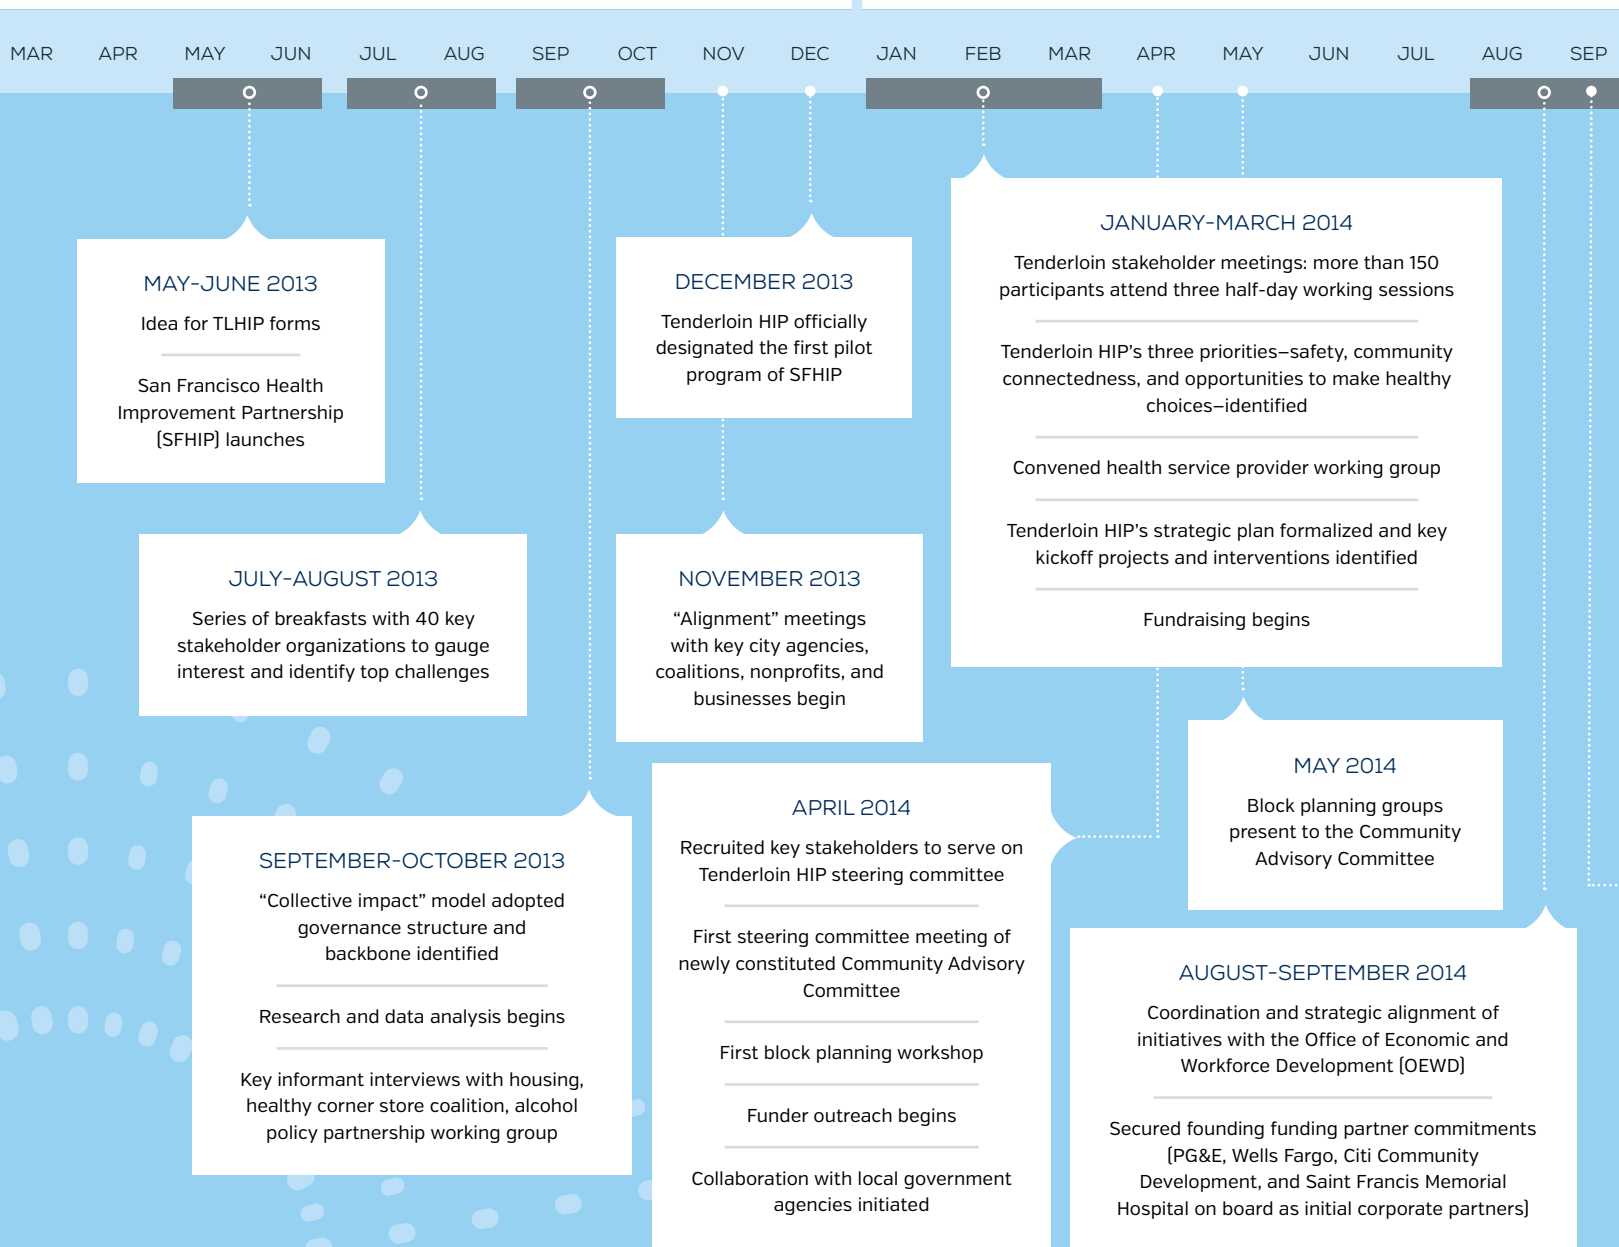 MAR APR MAY JUN JUL AUG SEP OCT NOV DEC JAN FEB MAR APR MAY JUN JUL AUG SEP
MAY-JUNE 2013
Idea for TLHIP forms
San Francisco Health
Improvement Partnership
(SFHIP) launches
JULY-AUGUST 2013
Series of breakfasts with 40 key
stakeholder organizations to gauge
interest and identify top challenges
SEPTEMBER-OCTOBER 2013
“Collective impact” model adopted
governance structure and
backbone identified
Research and data analysis begins
Key informant interviews with housing,
healthy corner store coalition, alcohol
policy partnership working group
DECEMBER 2013
Tenderloin HIP officially
designated the first pilot
program of SFHIP
NOVEMBER 2013
“Alignment” meetings
with key city agencies,
coalitions, nonprofits, and
businesses begin
JANUARY-MARCH 2014
Tenderloin stakeholder meetings: more than 150
participants attend three half-day working sessions
Tenderloin HIP’s three priorities—safety, community
connectedness, and opportunities to make healthy
choices—identified
Convened health service provider working group
Tenderloin HIP’s strategic plan formalized and key
kickoff projects and interventions identified
Fundraising begins
APRIL 2014
Recruited key stakeholders to serve on
Tenderloin HIP steering committee
First steering committee meeting of
newly constituted Community Advisory
Committee
First block planning workshop
Funder outreach begins
Collaboration with local government
agencies initiated
MAY 2014
Block planning groups
present to the Community
Advisory Committee
AUGUST-SEPTEMBER 2014
Coordination and strategic alignment of
initiatives with the Office of Economic and
Workforce Development (OEWD)
Secured founding funding partner commitments
(PG&E, Wells Fargo, Citi Community
Development, and Saint Francis Memorial
Hospital on board as initial corporate partners)